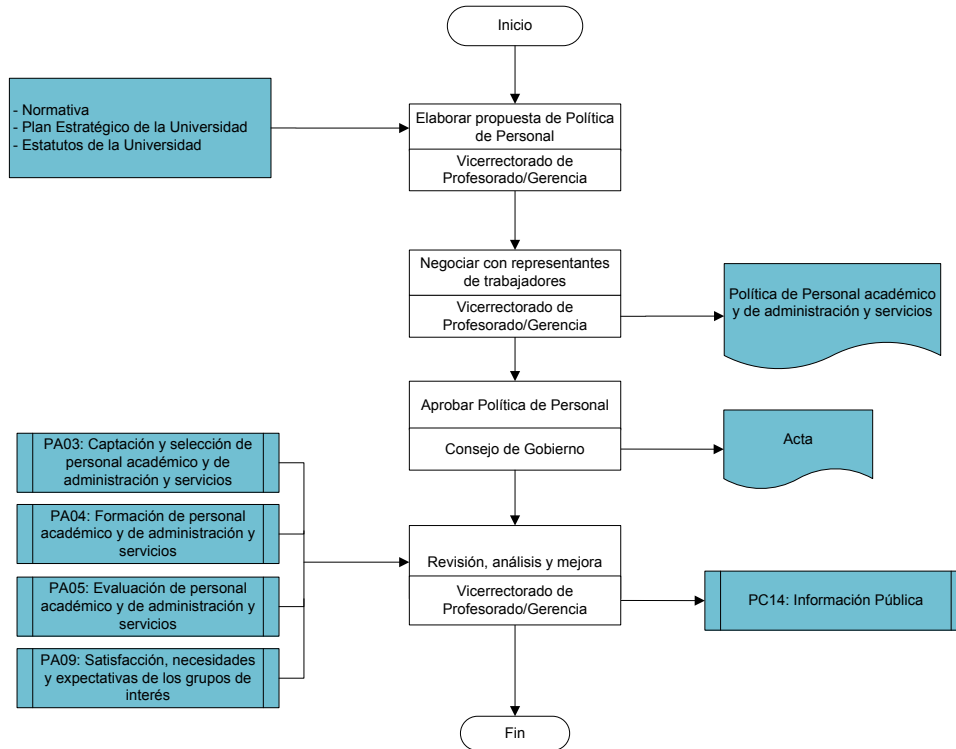 Inicio
- Normativa
- Plan Estratégico de la Universidad
- Estatutos de la Universidad
Elaborar propuesta de Política
de Personal
Vicerrectorado de
Profesorado/Gerencia
Negociar con representantes
de trabajadores
Vicerrectorado de
Profesorado/Gerencia
Política de Personal académico
y de administración y servicios
Aprobar Política de Personal
Consejo de Gobierno
Acta
PA03: Captación y selección de
personal académico y de
administración y servicios
PA04: Formación de personal
académico y de administración y
servicios
PA05: Evaluación de personal
académico y de administración y
servicios
PA09: Satisfacción, necesidades
y expectativas de los grupos de
interés
Revisión, análisis y mejora
Vicerrectorado de
Profesorado/Gerencia
PC14: Información Pública
Fin